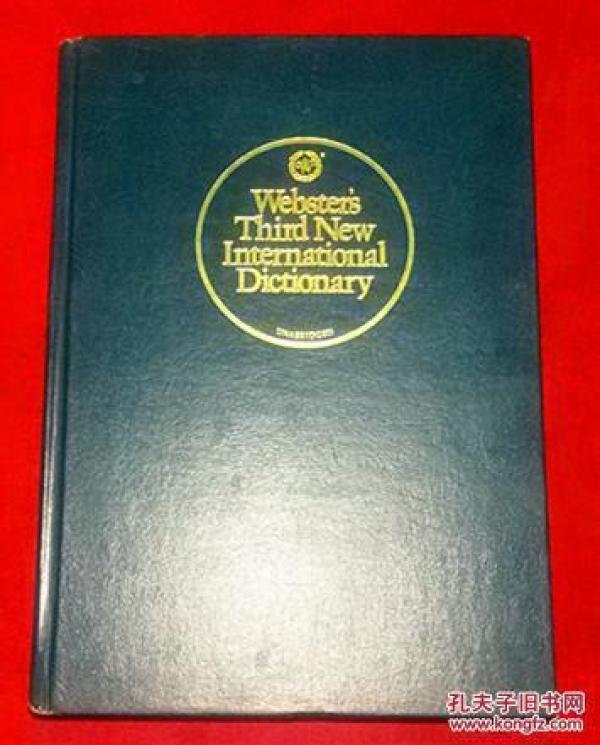 Webster's
Third New
International
Dictionary
UNABRIDGED
孔夫子旧书网
www.kongfz.com